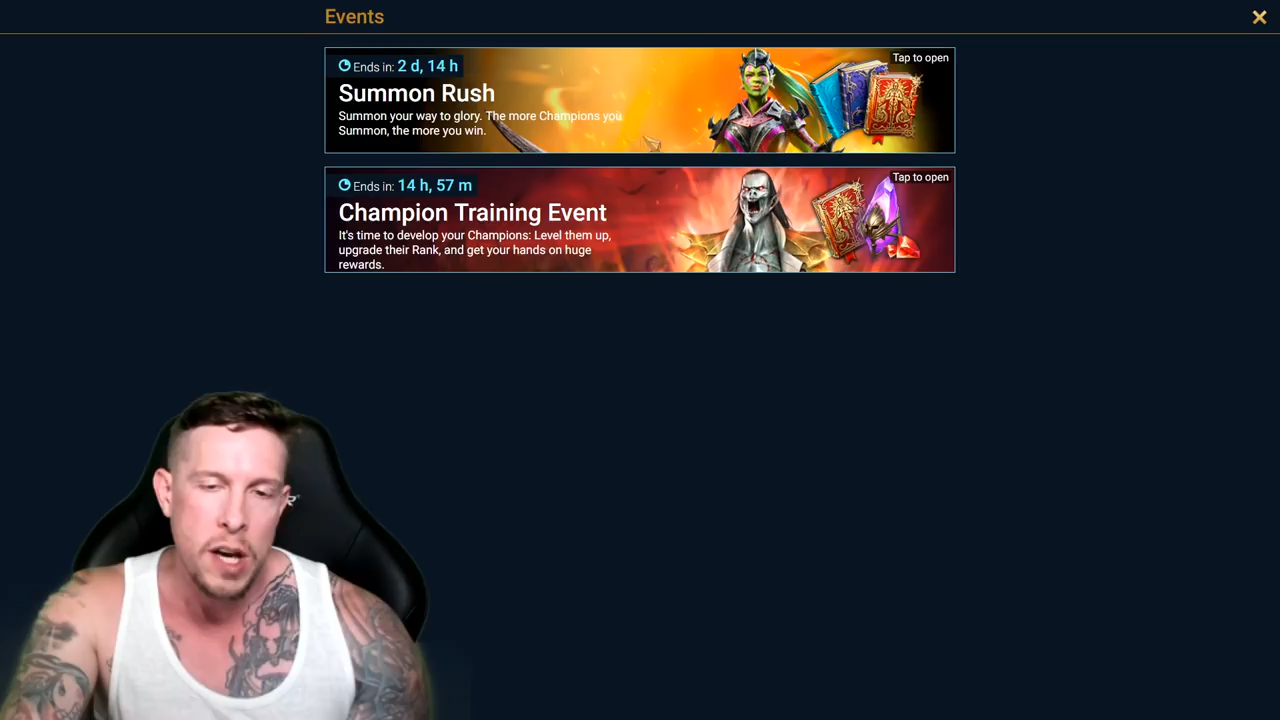 Events
Ends in: 2 d, 14 h
Tap to open
Summon Rush
Summon your way to glory. The more Champions you
Summon, the more you win.
Ends in: 14 h, 57 m
Tap to open
Champion Training Event
It's time to develop your Champions: Level them up,
upgrade their Rank, and get your hands on huge
rewards.